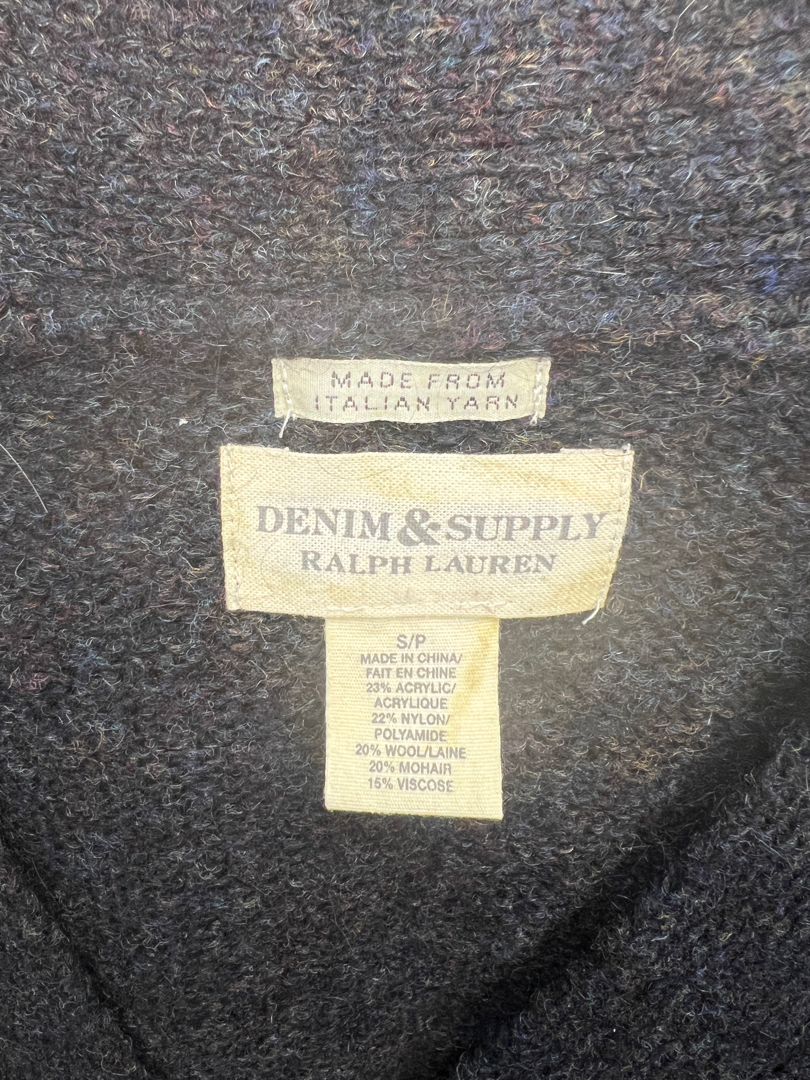 MADE FROM
ITALIAN YARN
DENIM & SUPPLY
RALPH LAUREN
S/P
MADE IN CHINA/
FAIT EN CHINE
23% ACRYLIC/
ACRYLIQUE
22% NYLON/
POLYAMIDE
20% WOOL/LAINE
20% MOHAIR
15% VISCOSE